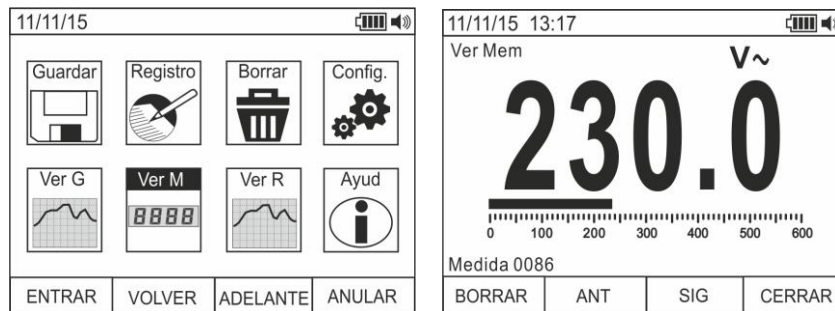 11/11/15
Guardar Registro Borrar Config.
Ver G Ver M Ver R Ayud
8888
ENTRAR VOLVER ADELANTE ANULAR
11/11/15 13:17
Ver Mem
V~
230.0
0 100 200 300 400 500 600
Medida 0086
BORRAR ANT SIG CERRAR